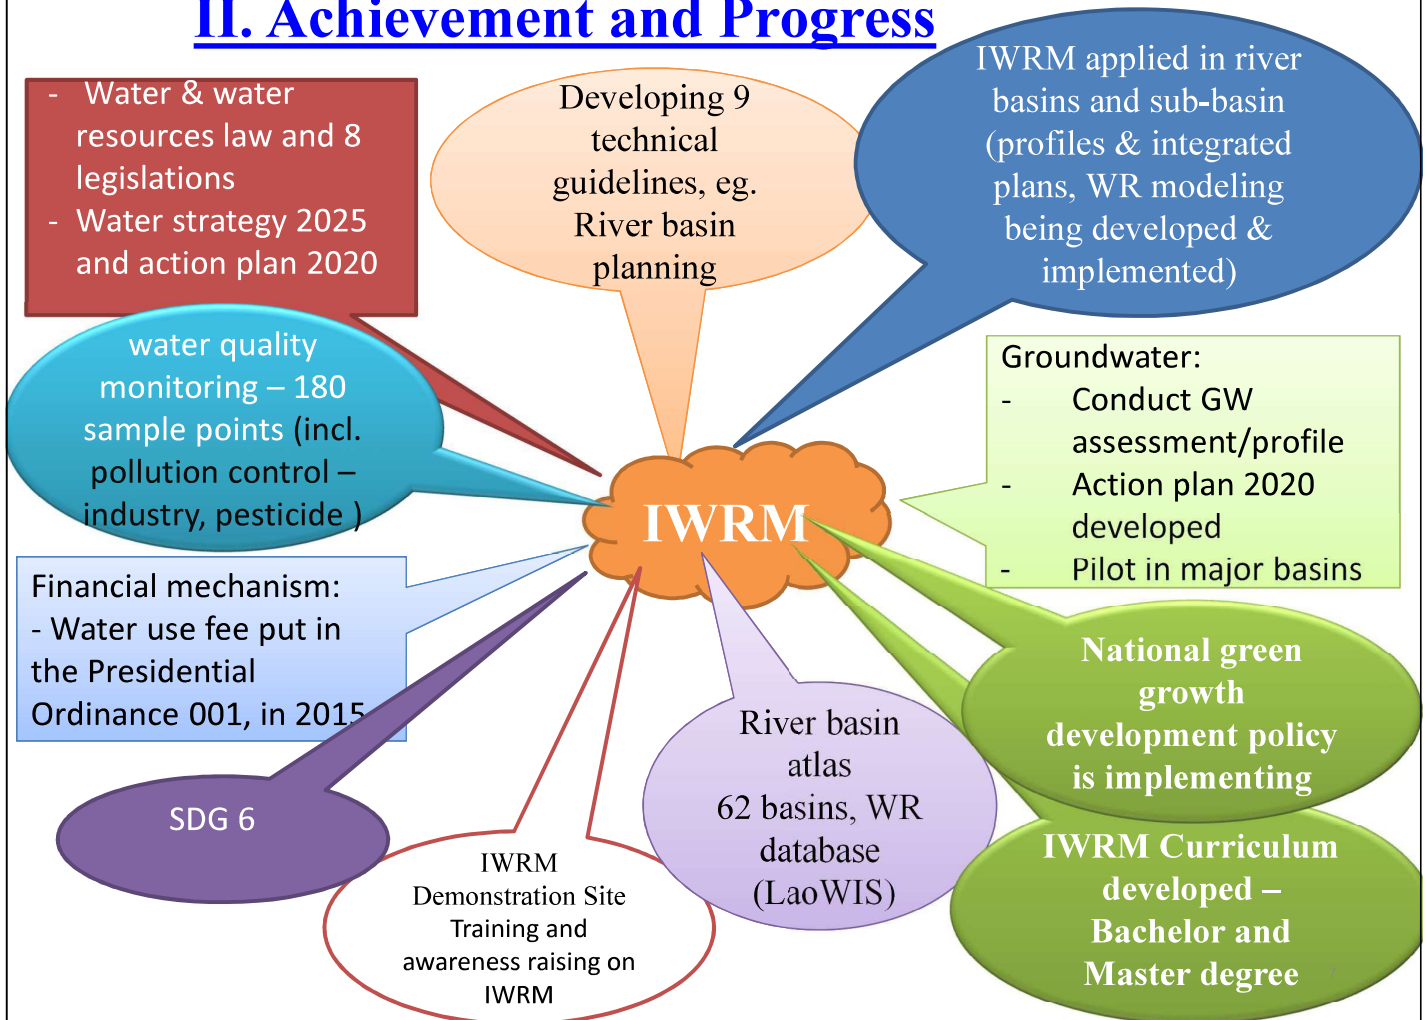 II. Achievement and Progress
- Water & water
resources law and 8
legislations
- Water strategy 2025
and action plan 2020
Developing 9
technical
guidelines, eg.
River basin
planning
IWRM applied in river
basins and sub-basin
(profiles & integrated
plans, WR modeling
being developed &
implemented)
water quality
monitoring – 180
sample points (incl.
pollution control –
industry, pesticide )
Groundwater:
- Conduct GW
assessment/profile
- Action plan 2020
developed
- Pilot in major basins
IWRM
Financial mechanism:
- Water use fee put in
the Presidential
Ordinance 001, in 2015
National green
growth
development policy
is implementing
SDG 6
River basin
atlas
62 basins, WR
database
(LaoWIS)
IWRM
Demonstration Site
Training and
awareness raising on
IWRM
IWRM Curriculum
developed –
Bachelor and
Master degree